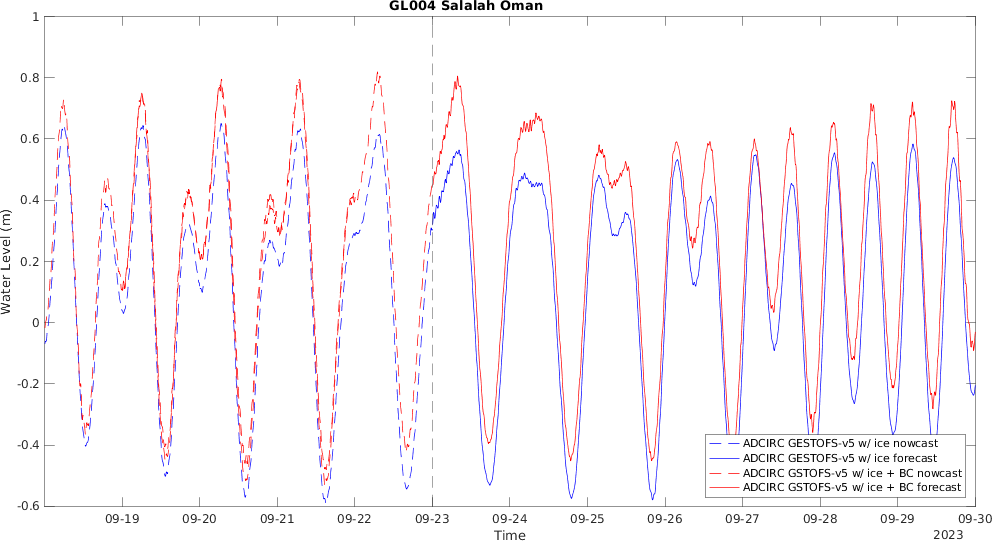 GL004 Salalah Oman
1
0.8
0.6
0.4
0.2
0
-0.2
-0.4
-0.6
Water Level (m)
ADCIRC GESTOFS-v5 w/ ice nowcast
ADCIRC GESTOFS-v5 w/ ice forecast
ADCIRC GSTOFS-v5 w/ ice + BC nowcast
ADCIRC GSTOFS-v5 w/ ice + BC forecast
09-19 09-20 09-21 09-22 09-23 09-24 09-25 09-26 09-27 09-28 09-29 09-30
Time
2023